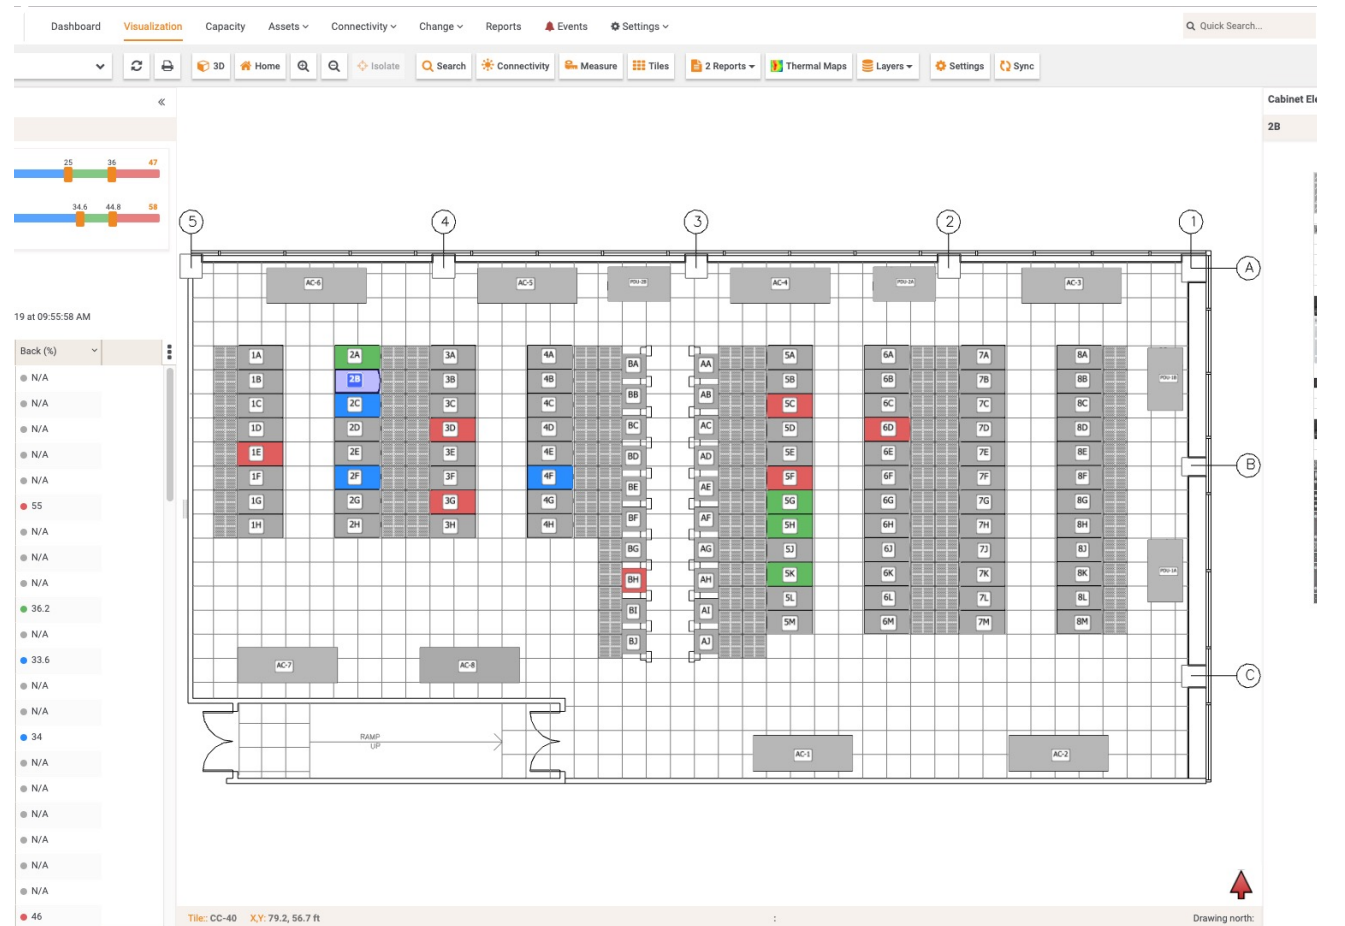 Dashboard Visualization Capacity Assets Connectivity Change Reports Events Settings Quick Search...
3D Home Isolate Search Connectivity Measure Tiles 2 Reports Thermal Maps Layers Settings Sync
«
Cabinet Ele
2B
25 36 47
34.6 44.8 58
5 4 3 2 1
A
AC-6 AC-5 PDU-2B AC-4 PDU-2A AC-3
19 at 09:55:58 AM
Back (%)
1A 2A 3A 4A BA AA 5A 6A 7A 8A
N/A
1B 2B 3B 4B 5B 6B 7B 8B PDU-1B
BB AB
N/A
1C 2C 3C 4C 5C 6C 7C 8C
BC AC
N/A
1D 2D 3D 4D 5D 6D 7D 8D
BD AD
N/A
1E 2E 3E 4E 5E 6E 7E 8E
B
N/A
1F 2F 3F 4F 5F 6F 7F 8F
BE AE
55
1G 2G 3G 4G 5G 6G 7G 8G
BF AF
N/A
1H 2H 3H 4H 5H 6H 7H 8H
BG AG 5J 6J 7J 8J
N/A
BH AH 5K 6K 7K 8K PDU-1A
N/A
5L 6L 7L 8L
36.2
BI AI
5M 6M 7M 8M
N/A
BJ AJ
33.6
AC-7 AC-8
C
N/A
N/A
34
RAMP
UP
AC-1 AC-2
N/A
N/A
N/A
N/A
N/A
N/A
46
Tile: CC-40 X,Y: 79.2, 56.7 ft : Drawing north: